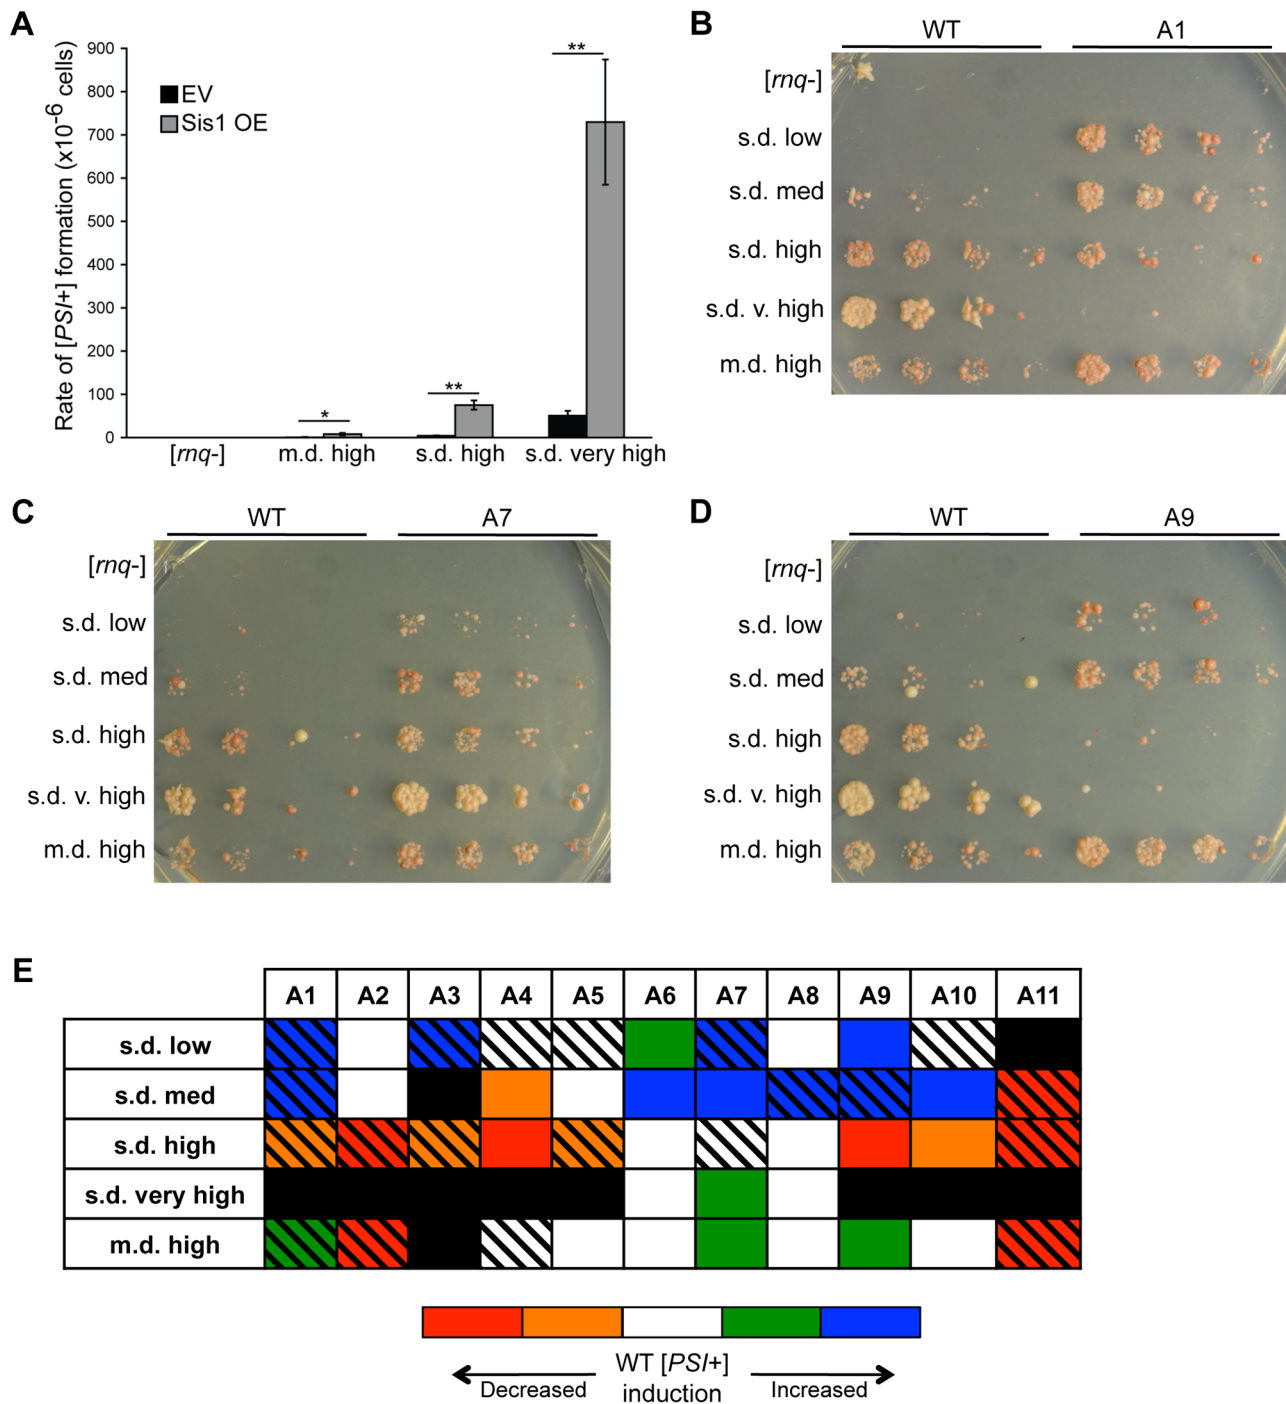 A
Rate of [PSI+] formation (x10-6 cells)
900
800
700
600
500
400
300
200
100
0
EV
Sis1 OE
*
**
**
[rnq-]
m.d. high
s.d. high
s.d. very high
B
WT
A1
[rnq-]
s.d. low
s.d. med
s.d. high
s.d. v. high
m.d. high
C
WT
A7
[rnq-]
s.d. low
s.d. med
s.d. high
s.d. v. high
m.d. high
D
WT
A9
[rnq-]
s.d. low
s.d. med
s.d. high
s.d. v. high
m.d. high
E
A1 A2 A3 A4 A5 A6 A7 A8 A9 A10 A11
s.d. low
s.d. med
s.d. high
s.d. very high
m.d. high
WT [PSI+]
induction
Decreased
Increased